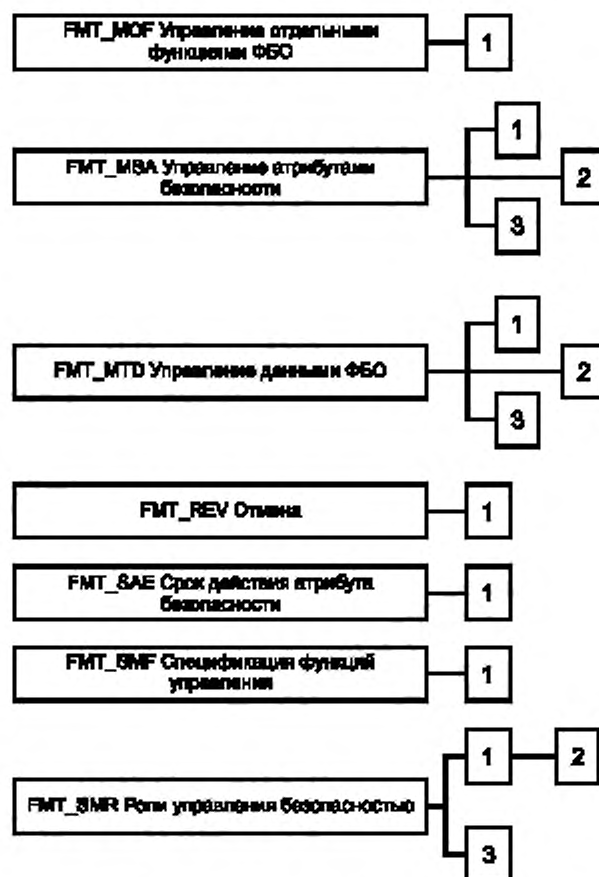 FMT_MOF Управление отдельными
функциями ФБО
1
FMT_MSA Управление атрибутами
безопасности
1
2
3
FMT_MTD Управление данными ФБО
1
2
3
FMT_REV Отмена
1
FMT_SAE Срок действия атрибута
безопасности
1
FMT_SMF Спецификация функций
управления
1
FMT_SMR Роли управления безопасностью
1
2
3